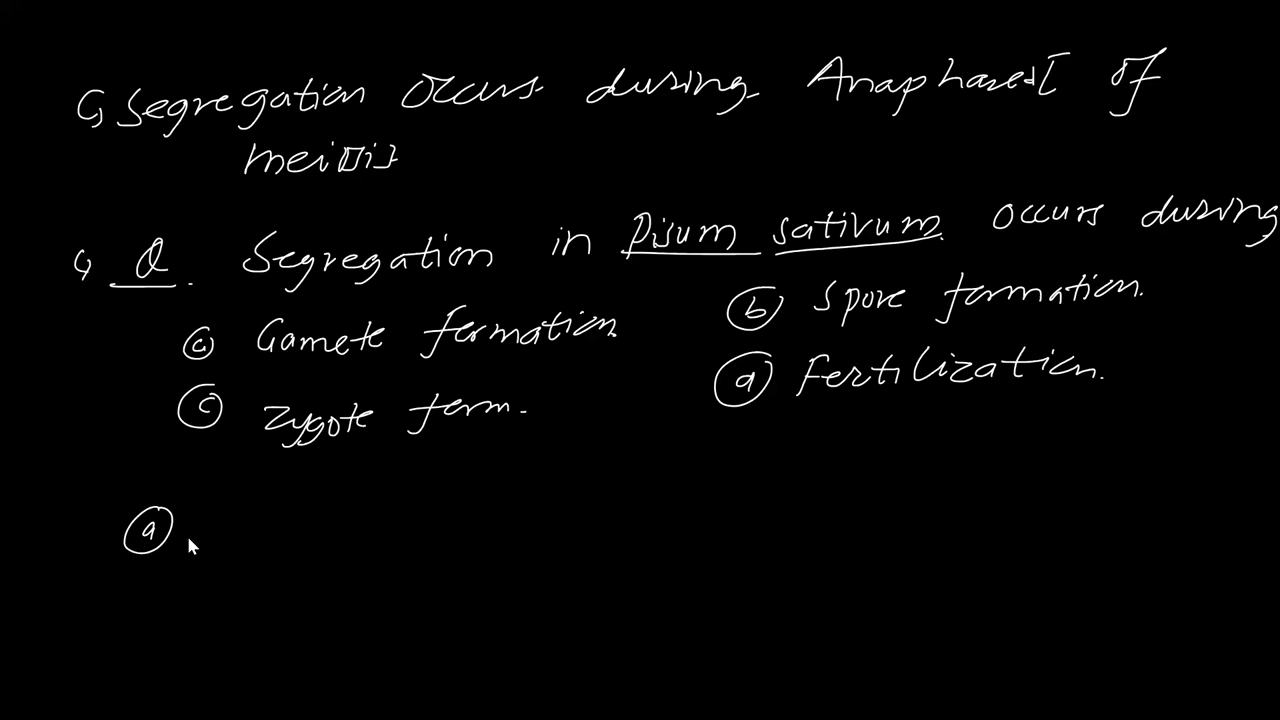 Segregation occurs during Anaphase-I of
meiosis
Q. Segregation in Pisum sativum occurs during
(a) Gamete formation. (b) Spore formation.
(c) Zygote form. (d) Fertilization.
(a)